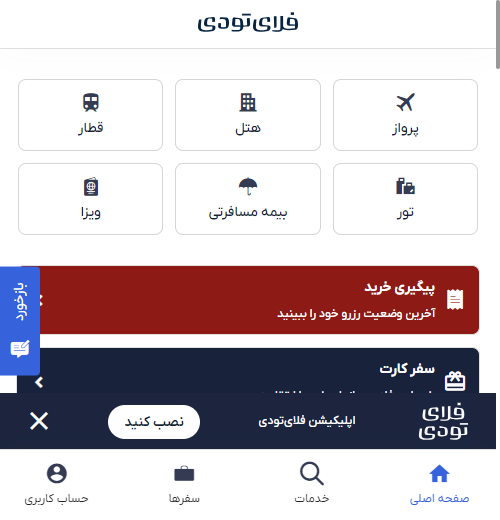 فلای‌تودی
پرواز
هتل
قطار
تور
بیمه مسافرتی
ویزا
بازخورد
پیگیری خرید
آخرین وضعیت رزرو خود را ببینید
سفر کارت
فلای
تودی
اپلیکیشن فلای‌تودی
نصب کنید
صفحه اصلی
خدمات
سفرها
حساب کاربری